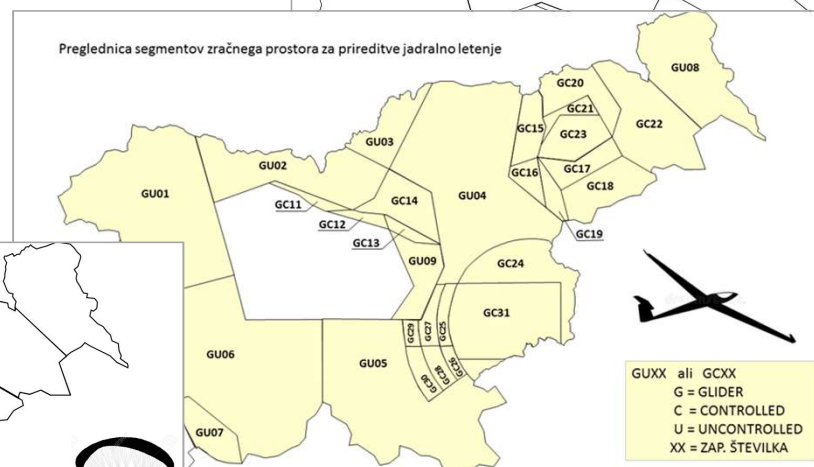 Preglednica segmentov zračnega prostora za prireditve jadralno letenje
GU08
GC20
GC21
GU03
GC15
GC23
GC22
GU02
GC17
GC16
GU01
GU04
GC18
GC14
GC11
GC12
GC19
GC13
GU09
GC24
GC31
GC29
GC27
GC25
GU06
GU05
GC26
GC28
GC30
GU07
GUXX ali GCXX
G = GLIDER
C = CONTROLLED
U = UNCONTROLLED
XX = ZAP. ŠTEVILKA